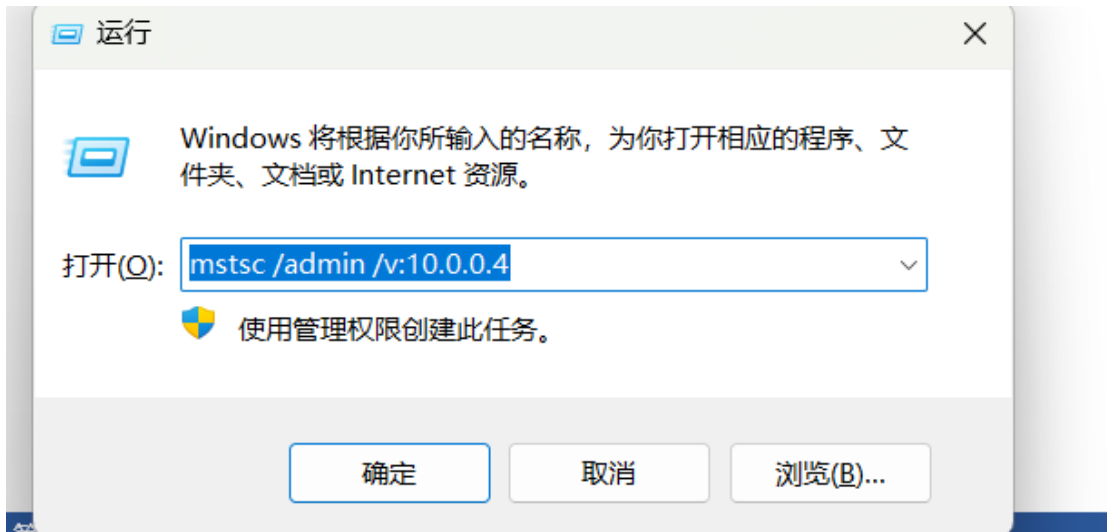 运行
Windows 将根据你所输入的名称，为你打开相应的程序、文
件夹、文档或 Internet 资源。
打开(O):
mstsc /admin /v:10.0.0.4
使用管理权限创建此任务。
确定
取消
浏览(B)...